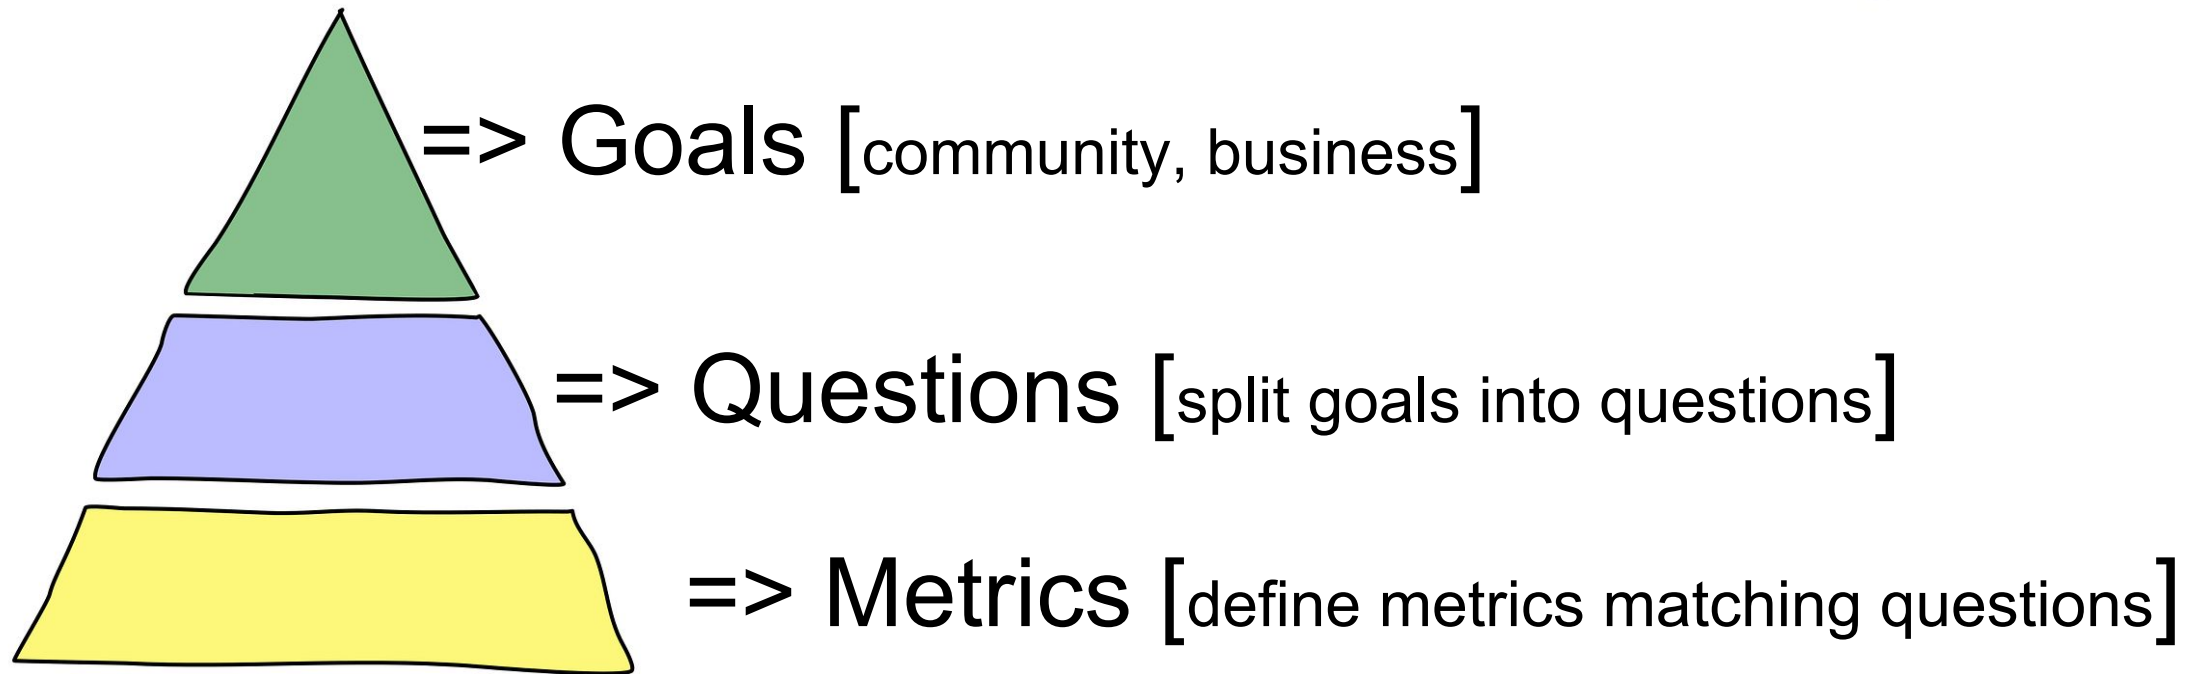 => Goals [community, business]
=> Questions [split goals into questions]
=> Metrics [define metrics matching questions]